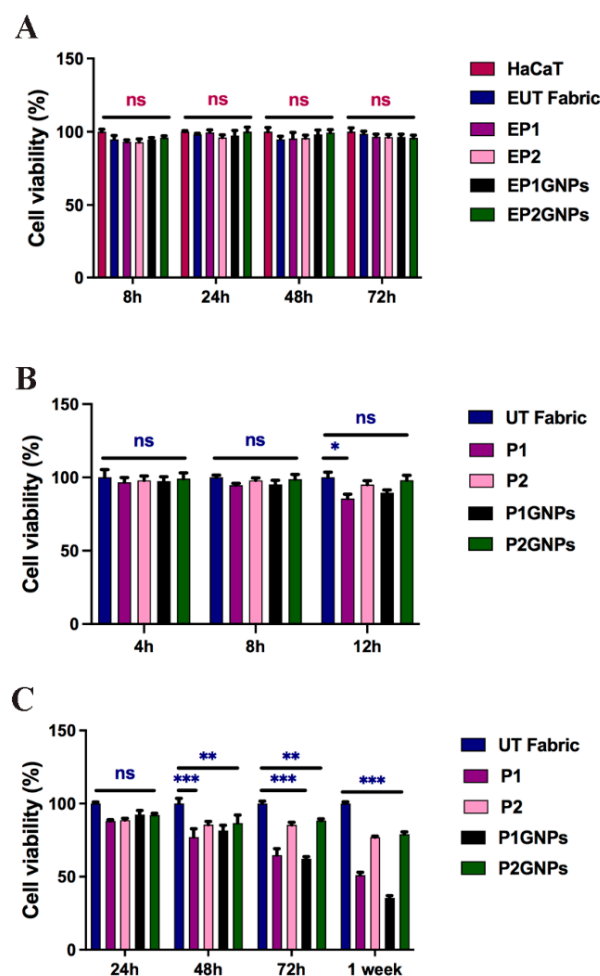 A
Cell viability (%)
150
100
50
0
ns ns ns ns
8h 24h 48h 72h
HaCaT
EUT Fabric
EP1
EP2
EP1GNPs
EP2GNPs
B
Cell viability (%)
150
100
50
0
ns ns ns
*
4h 8h 12h
UT Fabric
P1
P2
P1GNPs
P2GNPs
C
Cell viability (%)
150
100
50
0
ns ** ** ***
*** ***
24h 48h 72h 1 week
UT Fabric
P1
P2
P1GNPs
P2GNPs